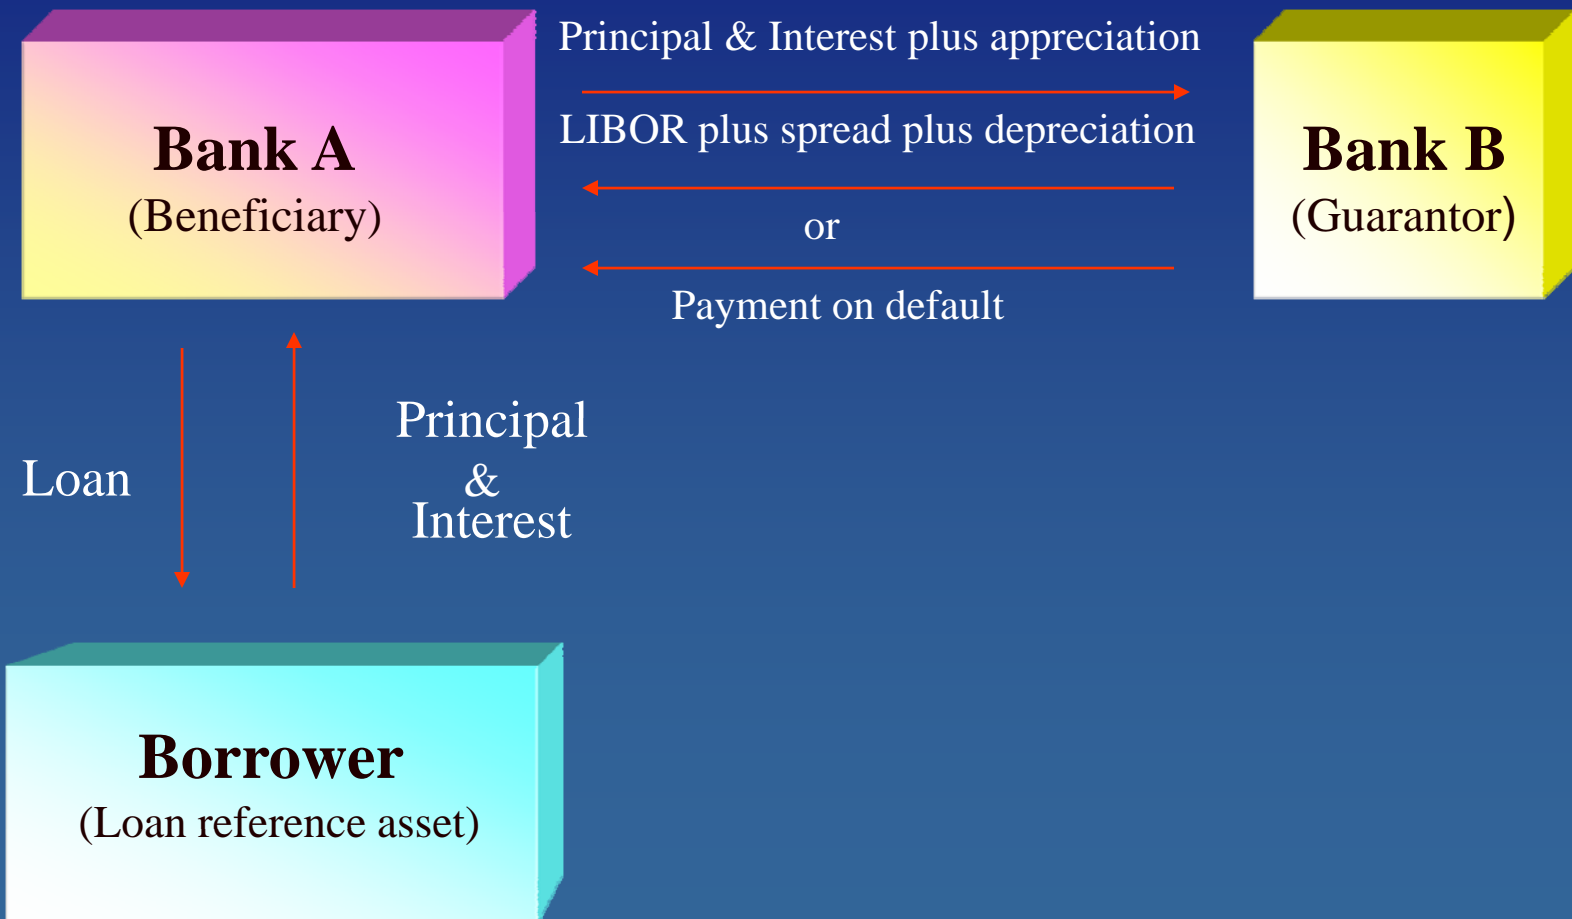 Principal & Interest plus appreciation
Bank A
(Beneficiary)
LIBOR plus spread plus depreciation
or
Payment on default
Bank B
(Guarantor)
Loan
Principal
&
Interest
Borrower
(Loan reference asset)